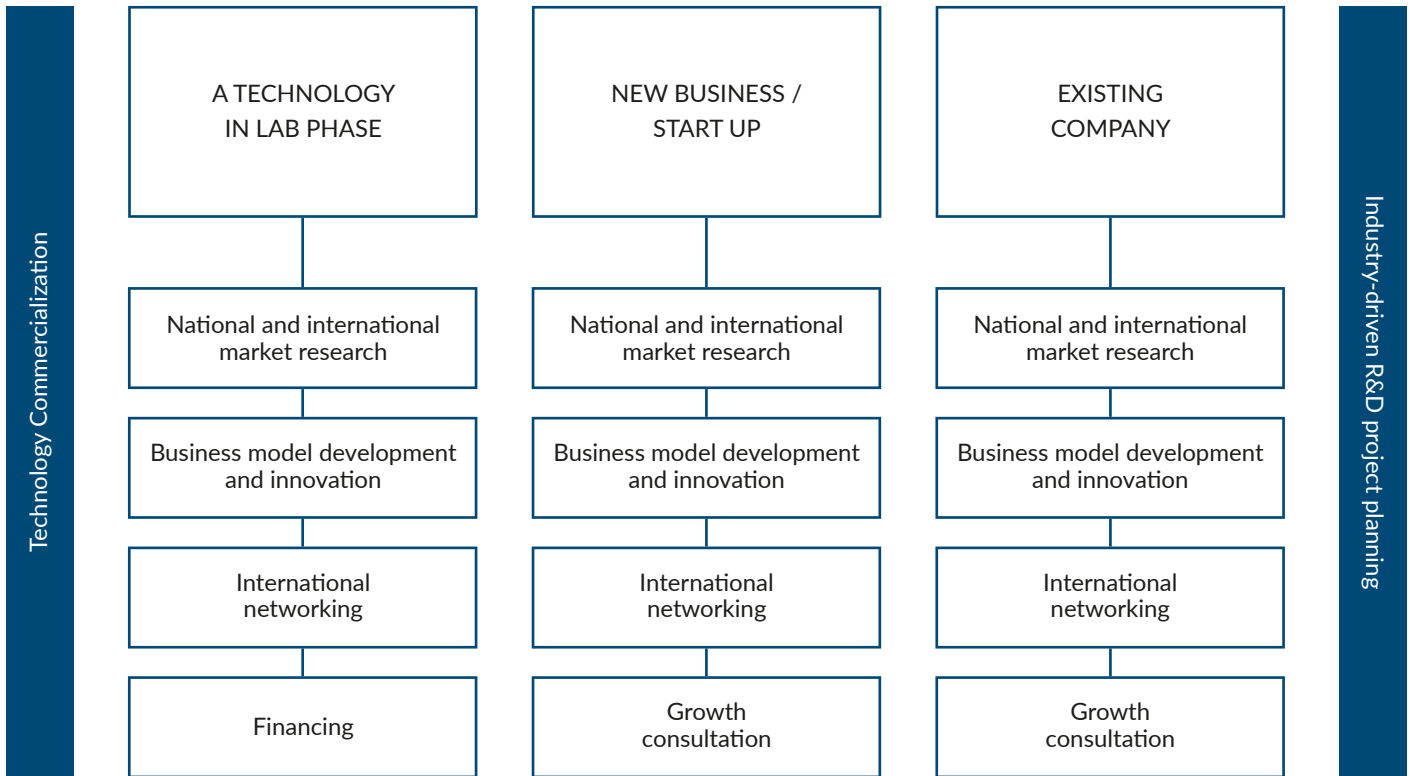 Technology Commercialization
A TECHNOLOGY
IN LAB PHASE
National and international
market research
Business model development
and innovation
International
networking
Financing
NEW BUSINESS /
START UP
National and international
market research
Business model development
and innovation
International
networking
Growth
consultation
EXISTING
COMPANY
National and international
market research
Business model development
and innovation
International
networking
Growth
consultation
Industry-driven R&D project planning